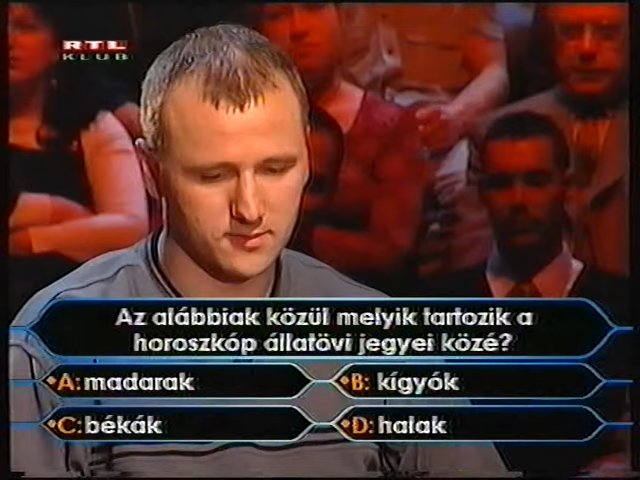 RTL
KLUB
Az alábbiak közül melyik tartozik a
horoszkóp állatövi jegyei közé?
A: madarak
B: kígyók
C: békák
D: halak